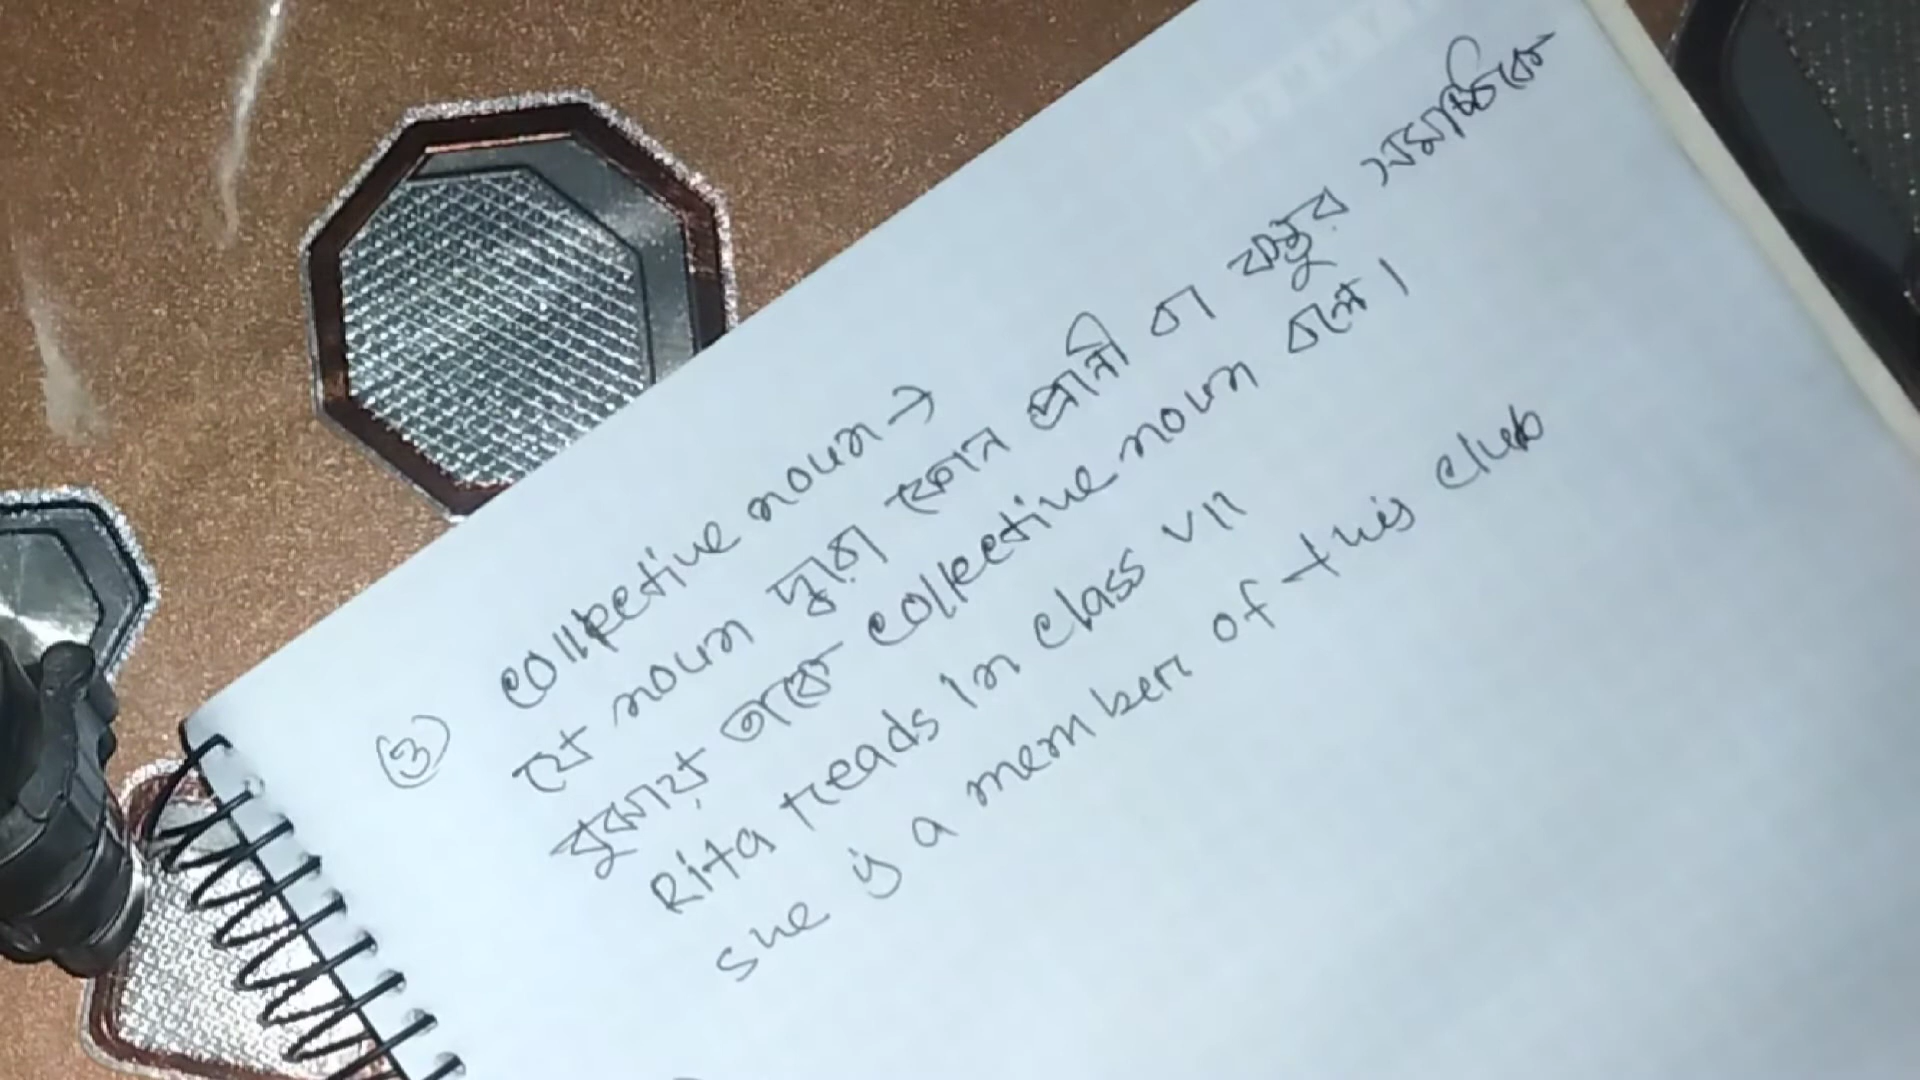 ③ collective noun →
যে noun দ্বারা কোন প্রানী বা বস্তুর সমষ্টিকে
বুঝায় তাকে collective noun বলে।
Rita reads in class VII
she is a member of this club